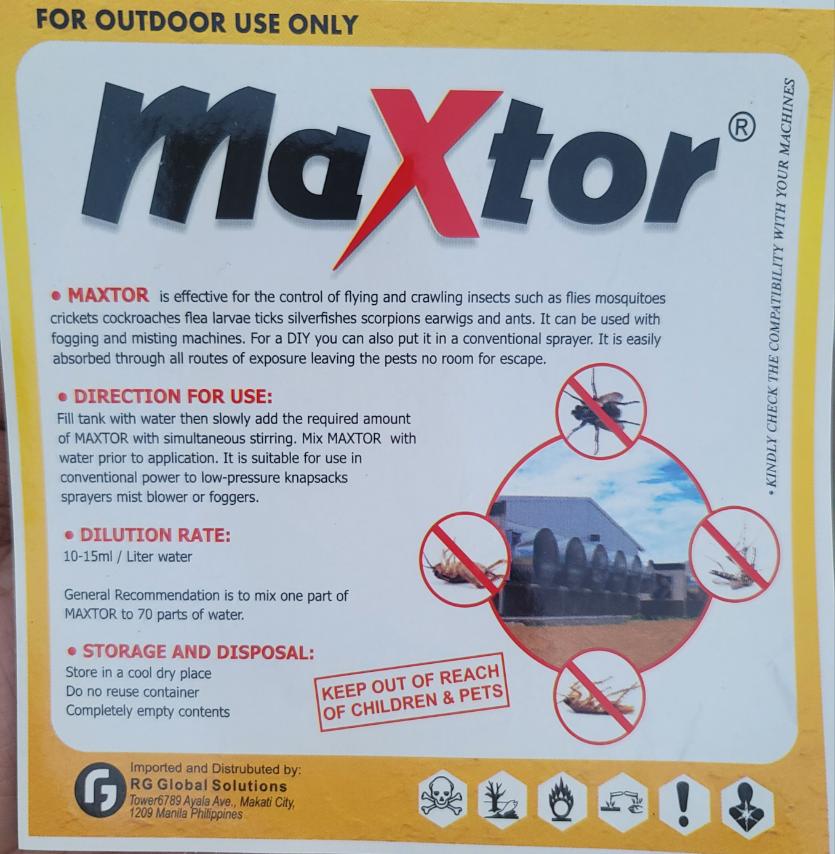 FOR OUTDOOR USE ONLY
MaXtor ®
• KINDLY CHECK THE COMPATIBILITY WITH YOUR MACHINES
• MAXTOR is effective for the control of flying and crawling insects such as flies mosquitoes
crickets cockroaches flea larvae ticks silverfishes scorpions earwigs and ants. It can be used with
fogging and misting machines. For a DIY you can also put it in a conventional sprayer. It is easily
absorbed through all routes of exposure leaving the pests no room for escape.
• DIRECTION FOR USE:
Fill tank with water then slowly add the required amount
of MAXTOR with simultaneous stirring. Mix MAXTOR with
water prior to application. It is suitable for use in
conventional power to low-pressure knapsacks
sprayers mist blower or foggers.
• DILUTION RATE:
10-15ml / Liter water
General Recommendation is to mix one part of
MAXTOR to 70 parts of water.
• STORAGE AND DISPOSAL:
Store in a cool dry place
Do no reuse container
Completely empty contents
KEEP OUT OF REACH
OF CHILDREN & PETS
Imported and Distrubuted by:
RG Global Solutions
Tower6789 Ayala Ave., Makati City,
1209 Manila Philippines